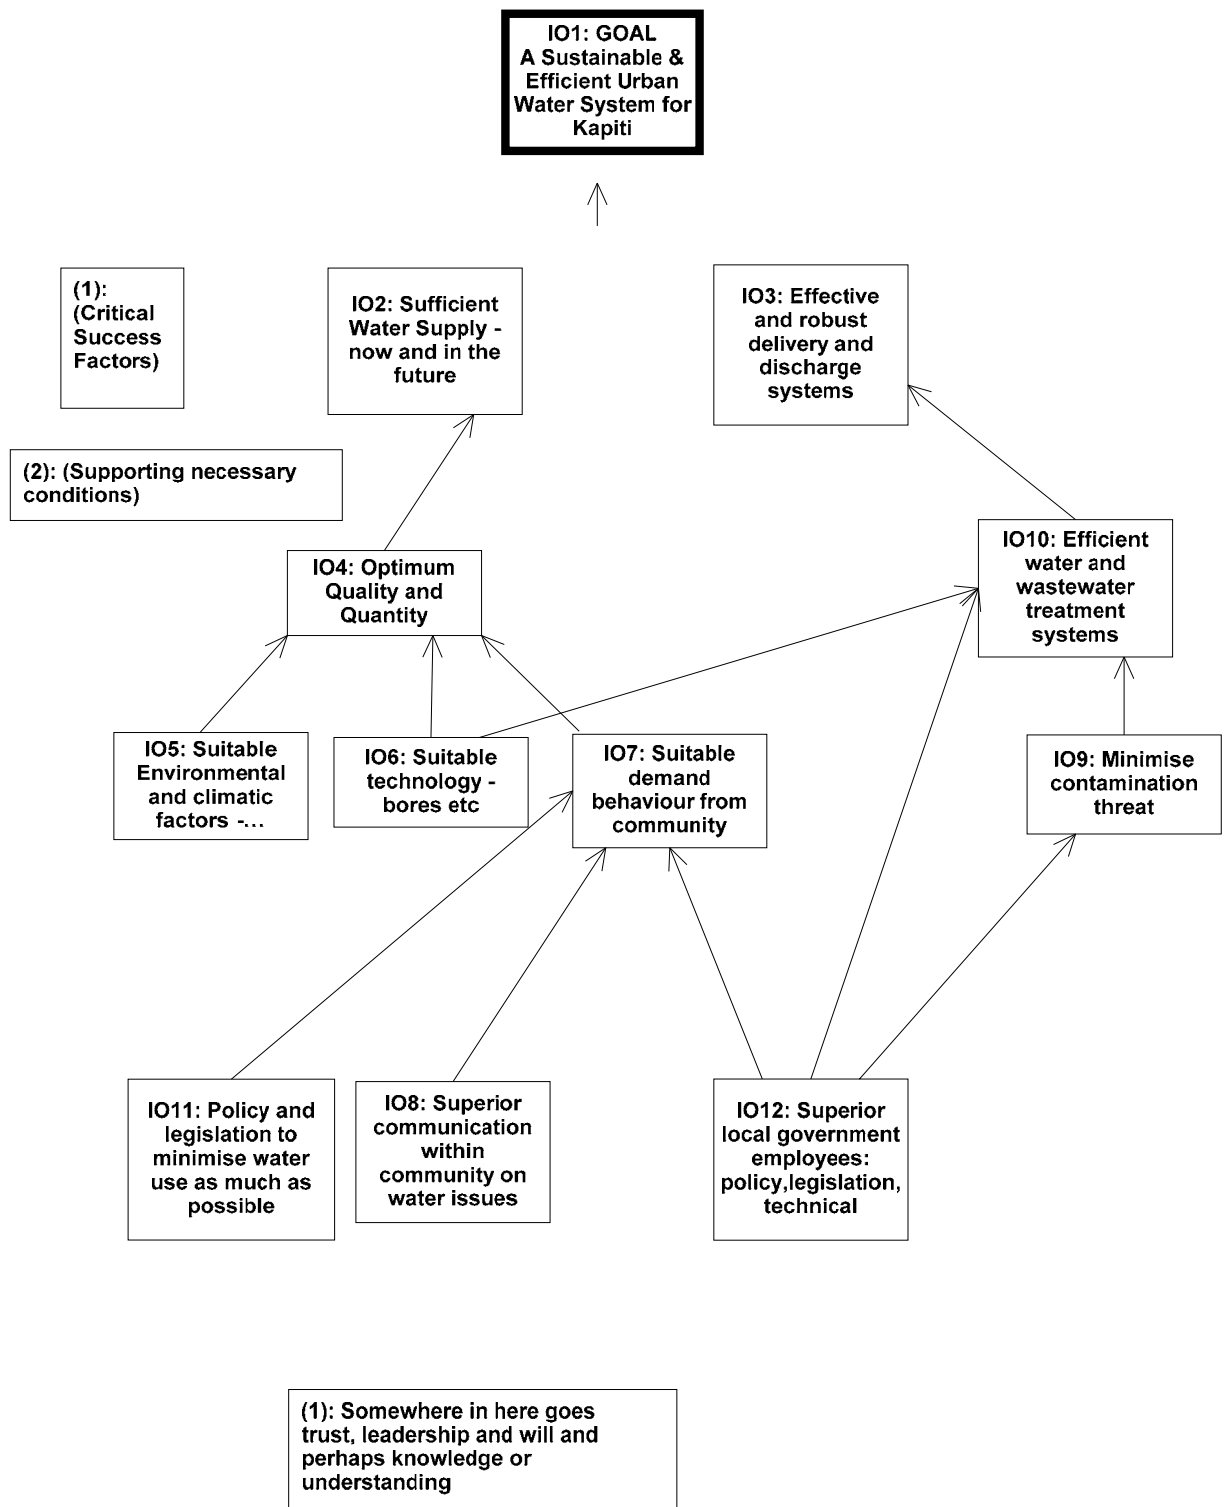 IO1: GOAL
A Sustainable &
Efficient Urban
Water System for
Kapiti
(1):
(Critical
Success
Factors)
IO2: Sufficient
Water Supply -
now and in the
future
IO3: Effective
and robust
delivery and
discharge
systems
(2): (Supporting necessary
conditions)
IO4: Optimum
Quality and
Quantity
IO10: Efficient
water and
wastewater
treatment
systems
IO5: Suitable
Environmental
and climatic
factors -...
IO6: Suitable
technology -
bores etc
IO7: Suitable
demand
behaviour from
community
IO9: Minimise
contamination
threat
IO11: Policy and
legislation to
minimise water
use as much as
possible
IO8: Superior
communication
within
community on
water issues
IO12: Superior
local government
employees:
policy,legislation,
technical
(1): Somewhere in here goes
trust, leadership and will and
perhaps knowledge or
understanding